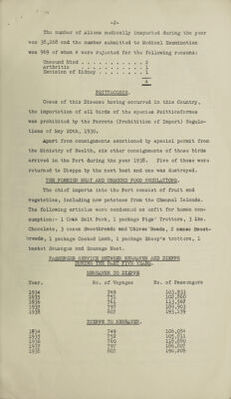 -2-
The number of Aliens medically inspected during the year
was 38,268 and the number submitted to Medical Examination
was 969 of whom 4 were rejected for the following reasons:
Unsound Mind . . . . . . . . . . 2
Arthritis . . . . . . . . . . . 1
Excision of Kidney . . . . . . . 1
4
PSITTACOSIS.
Cases of this Disease having occurred in this Country,
the importation of all birds of the species Psittaciformes
was prohibited by the Parrots (Prohibition of Import) Regula-
tions of May 20th, 1930.
Apart from consignments sanctioned by special permit from
the Ministry of Health, six other consignments of these birds
arrived in the Port during the year 1938. Five of these were
returned to Dieppe by the next boat and one was destroyed.
THE FOREIGN MEAT AND UNSOUND FOOD REGULATIONS.
The chief imports into the Port consist of fruit and
vegetables, including new potatoes from the Channel Islands.
The following articles were condemned as unfit for human con-
sumption:- 1 Cask Salt Pork, 1 package Pigs' Trotters, 3 lbs.
Chocolate, 3 cases Sweetbreads and Calves Heads, 2 cases Sweet-
breads, 1 package Cooked Lamb, 1 package Sheep's trotters, 1
basket Sausages and Sausage Meat.
PASSENGER SERVICE BETWEEN NEWHAVEN AND DIEPPE
DURING THE PAST FIVE YEARS.
NEWHAVEN TO DIEPPE
Year. No. of Voyages No. of Passengers
1934 749
1935
1936 741
1937
1938
DIEPPE TO NEWHAVEN.
1934 749
1935
1936
1937
1938